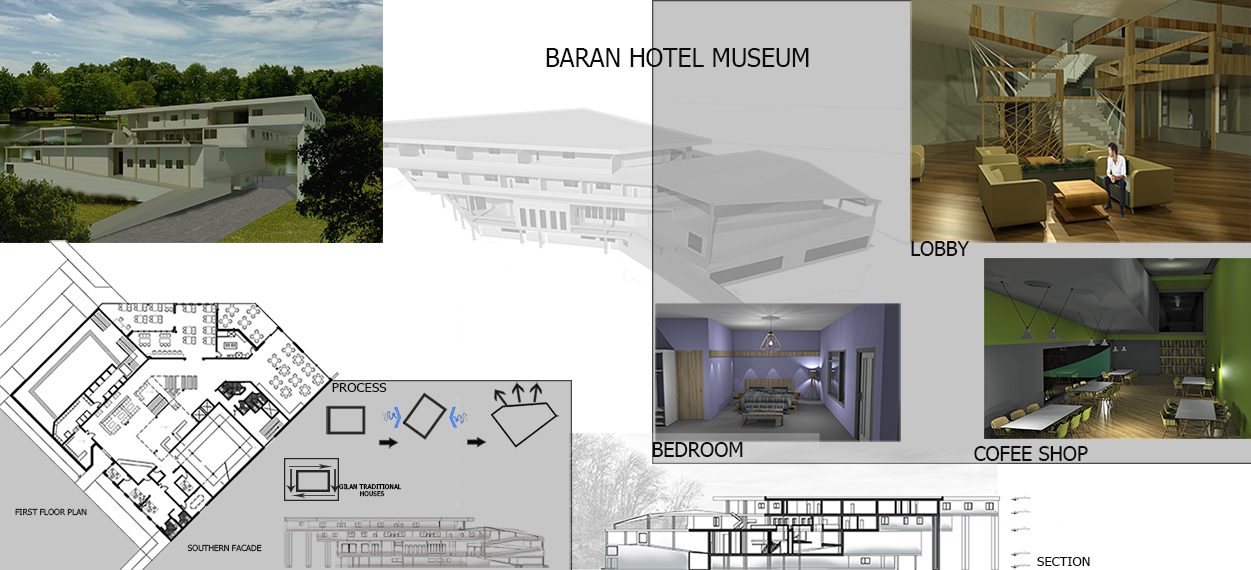 BARAN HOTEL MUSEUM
LOBBY
PROCESS
BEDROOM
COFEE SHOP
GILAN TRADITIONAL
HOUSES
FIRST FLOOR PLAN
SOUTHERN FACADE
SECTION